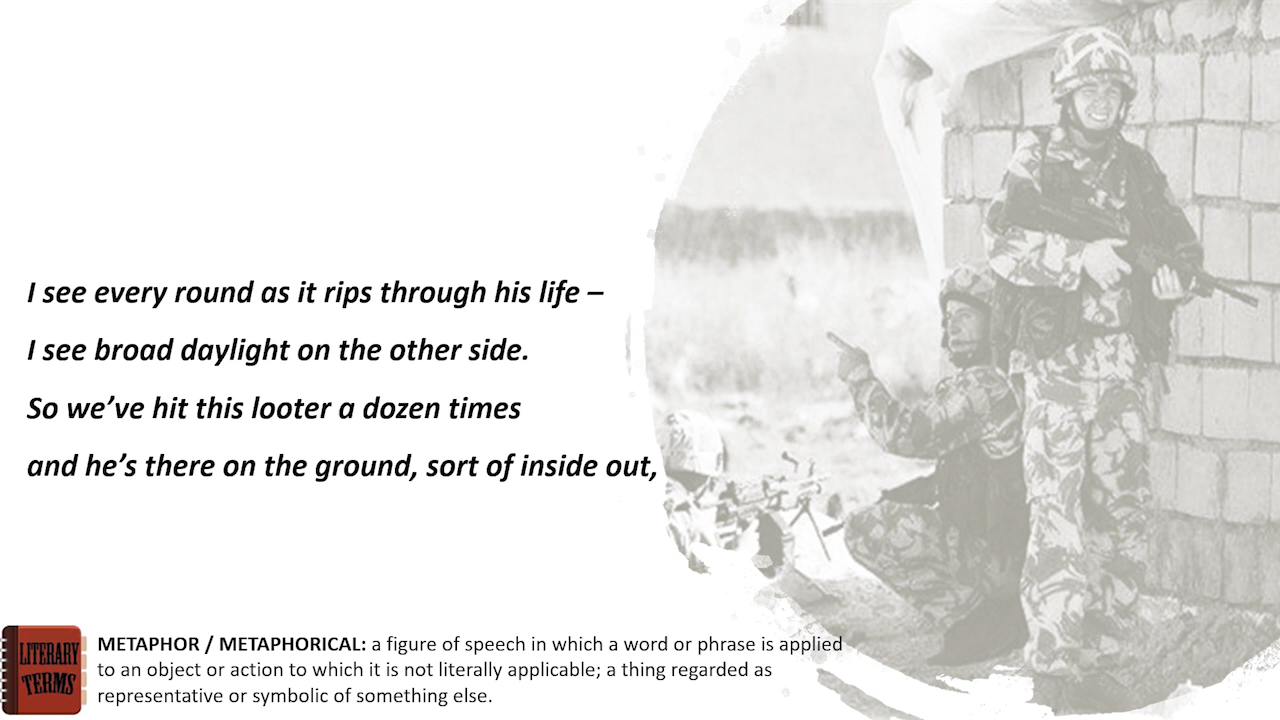 I see every round as it rips through his life –
I see broad daylight on the other side.
So we’ve hit this looter a dozen times
and he’s there on the ground, sort of inside out,
LITERARY
TERMS
METAPHOR / METAPHORICAL: a figure of speech in which a word or phrase is applied
to an object or action to which it is not literally applicable; a thing regarded as
representative or symbolic of something else.